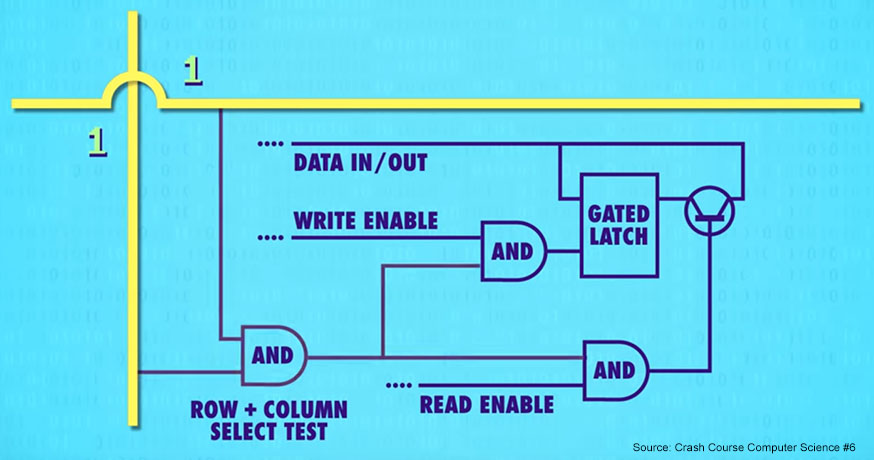 1
1
.... DATA IN/OUT
.... WRITE ENABLE
AND
GATED
LATCH
AND
AND
.... READ ENABLE
ROW + COLUMN
SELECT TEST
Source: Crash Course Computer Science #6